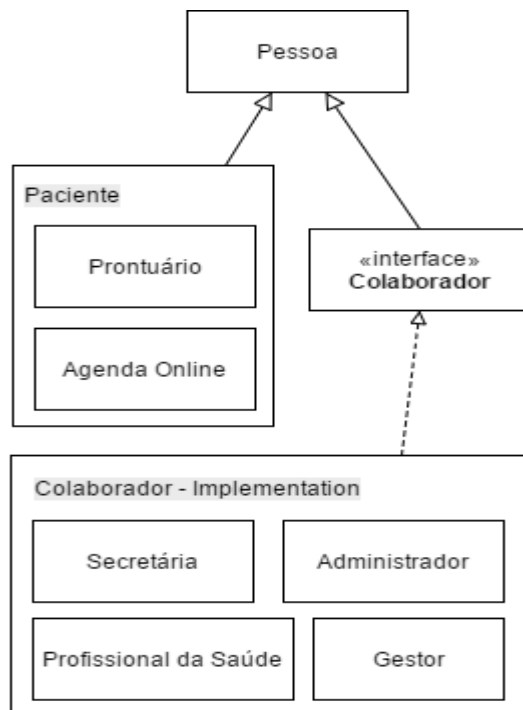 Pessoa
Paciente
Prontuário
Agenda Online
«interface»
Colaborador
Colaborador - Implementation
Secretária
Administrador
Profissional da Saúde
Gestor